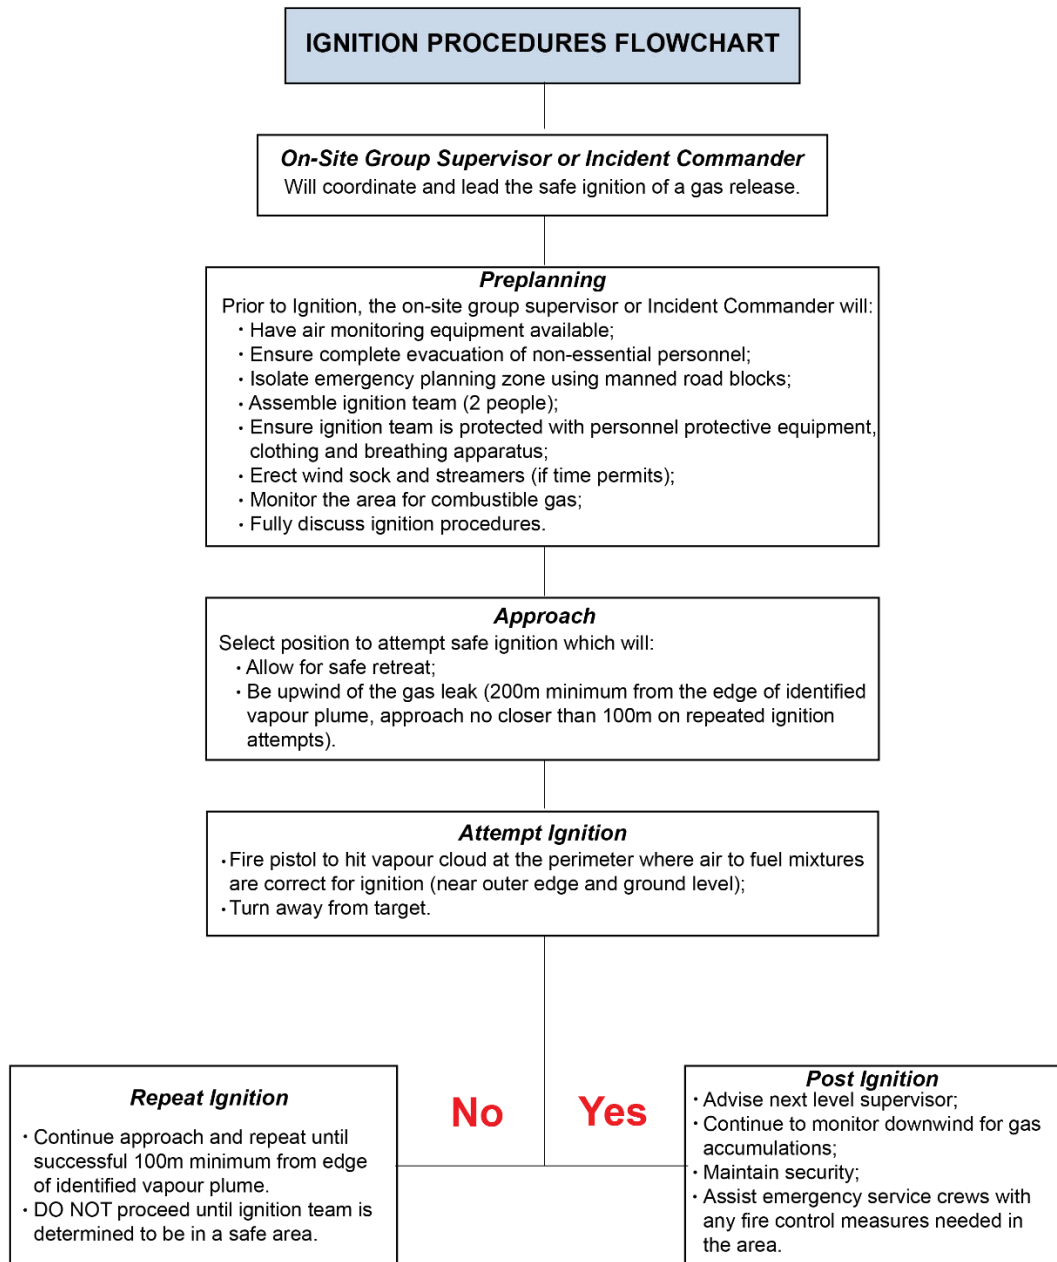 IGNITION PROCEDURES FLOWCHART
On-Site Group Supervisor or Incident Commander
Will coordinate and lead the safe ignition of a gas release.
Preplanning
Prior to Ignition, the on-site group supervisor or Incident Commander will:
· Have air monitoring equipment available;
· Ensure complete evacuation of non-essential personnel;
· Isolate emergency planning zone using manned road blocks;
· Assemble ignition team (2 people);
· Ensure ignition team is protected with personnel protective equipment,
clothing and breathing apparatus;
· Erect wind sock and streamers (if time permits);
· Monitor the area for combustible gas;
· Fully discuss ignition procedures.
Approach
Select position to attempt safe ignition which will:
· Allow for safe retreat;
· Be upwind of the gas leak (200m minimum from the edge of identified
vapour plume, approach no closer than 100m on repeated ignition
attempts).
Attempt Ignition
· Fire pistol to hit vapour cloud at the perimeter where air to fuel mixtures
are correct for ignition (near outer edge and ground level);
· Turn away from target.
No
Yes
Repeat Ignition
· Continue approach and repeat until
successful 100m minimum from edge
of identified vapour plume.
· DO NOT proceed until ignition team is
determined to be in a safe area.
Post Ignition
· Advise next level supervisor;
· Continue to monitor downwind for gas
accumulations;
· Maintain security;
· Assist emergency service crews with
any fire control measures needed in
the area.